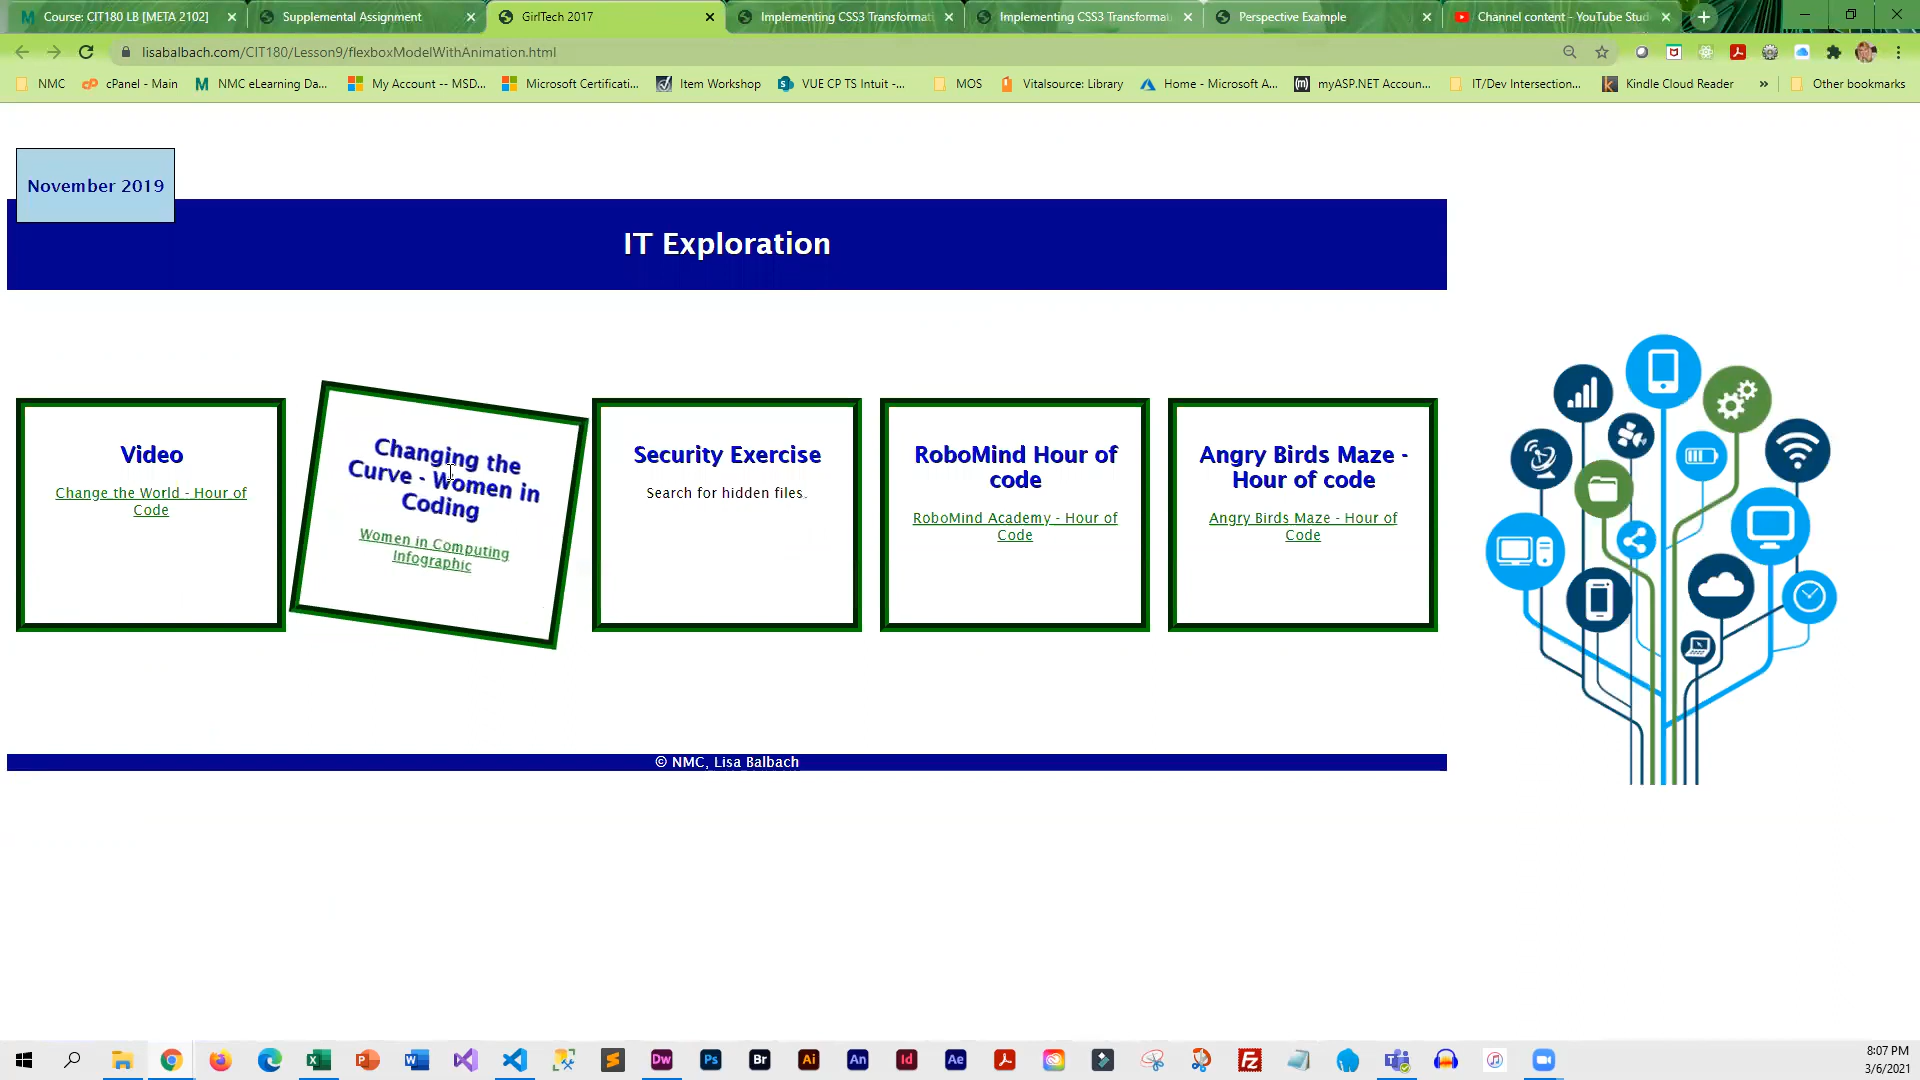 Course: CIT180 LB [META 2102]
Supplemental Assignment
GirlTech 2017
Implementing CSS3 Transformati
Implementing CSS3 Transformat
Perspective Example
Channel content - YouTube Stud
lisabalbach.com/CIT180/Lesson9/flexboxModelWithAnimation.html
NMC
cPanel - Main
NMC eLearning Da...
My Account -- MSD...
Microsoft Certificati...
Item Workshop
VUE CP TS Intuit -...
MOS
Vitalsource: Library
Home - Microsoft A...
myASP.NET Accoun...
IT/Dev Intersection...
Kindle Cloud Reader
»
Other bookmarks
November 2019
IT Exploration
Video
Change the World - Hour of
Code
Changing the
Curve - Women in
Coding
Women in Computing
Infographic
Security Exercise
Search for hidden files.
RoboMind Hour of
code
RoboMind Academy - Hour of
Code
Angry Birds Maze -
Hour of code
Angry Birds Maze - Hour of
Code
© NMC, Lisa Balbach
8:07 PM
3/6/2021